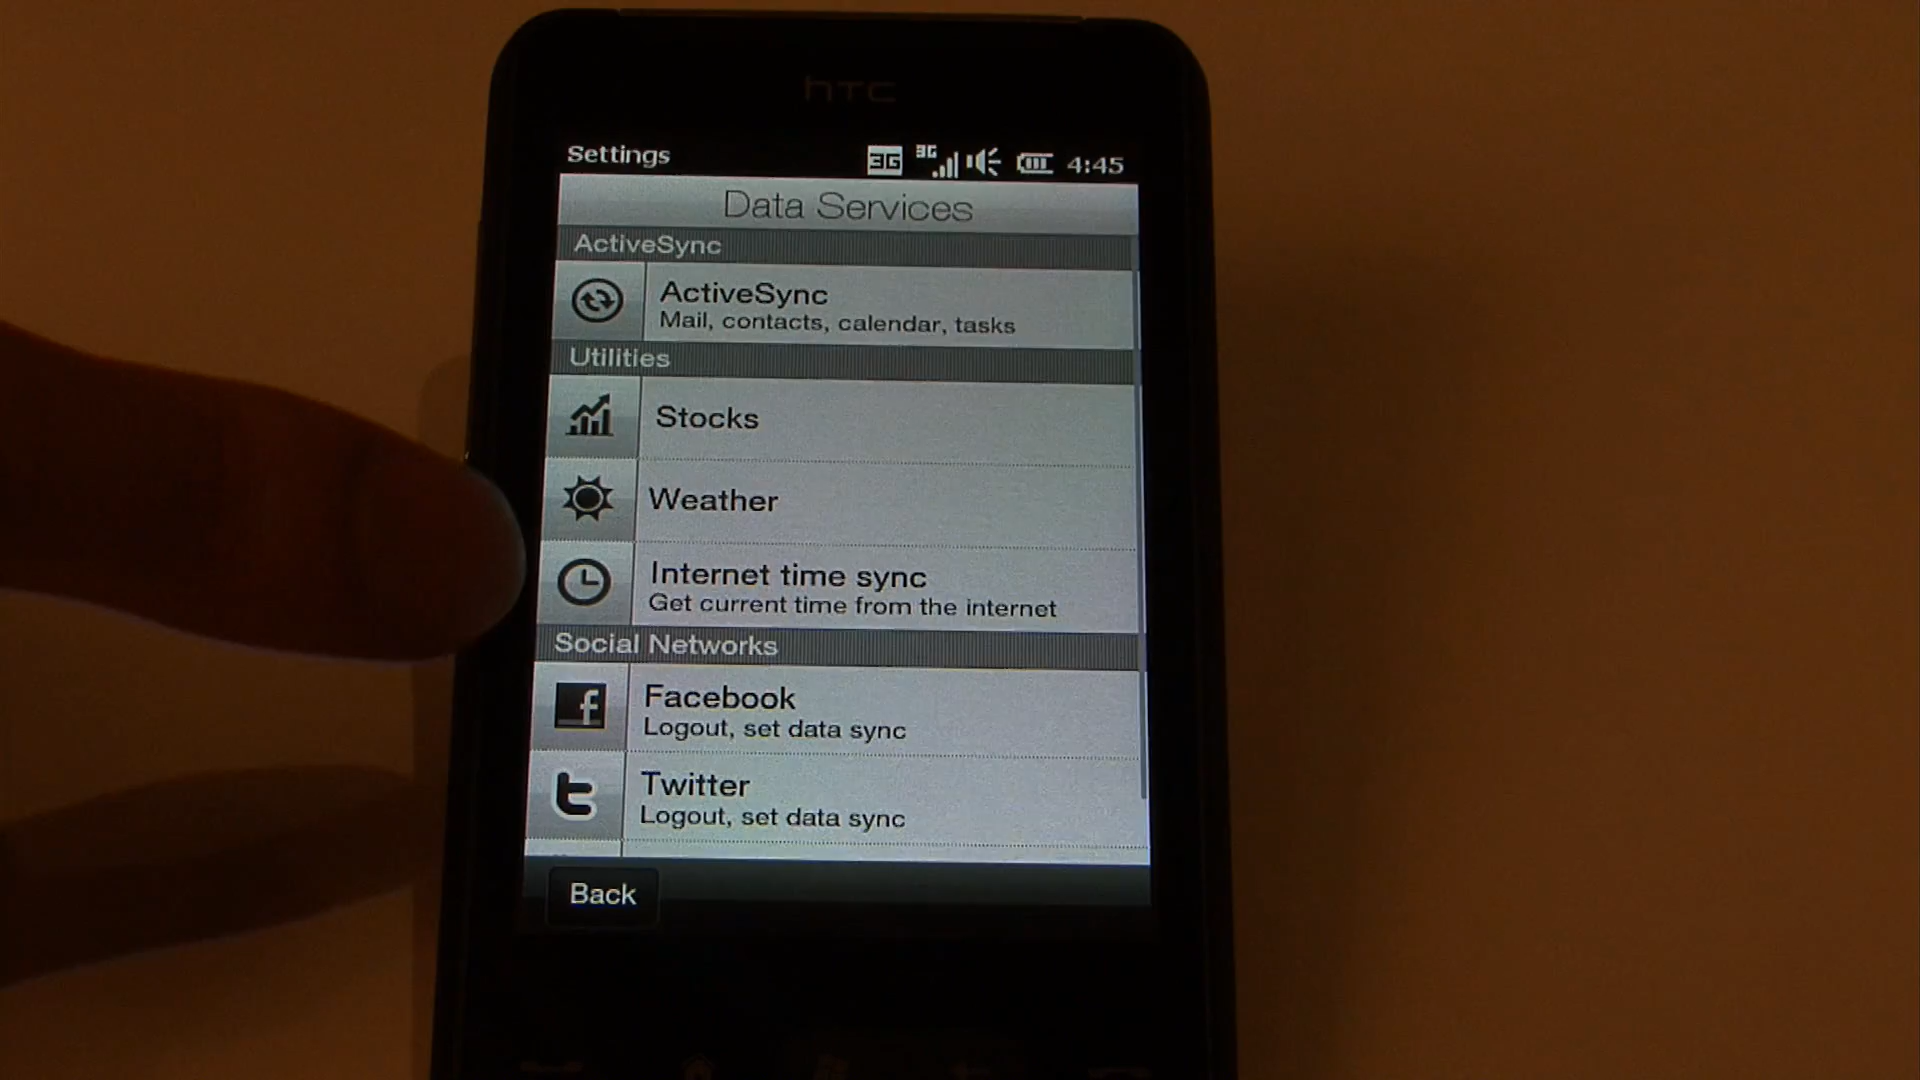 hTC
Settings 3G 3G 4:45
Data Services
ActiveSync
ActiveSync
Mail, contacts, calendar, tasks
Utilities
Stocks
Weather
Internet time sync
Get current time from the internet
Social Networks
f Facebook
Logout, set data sync
t Twitter
Logout, set data sync
Back